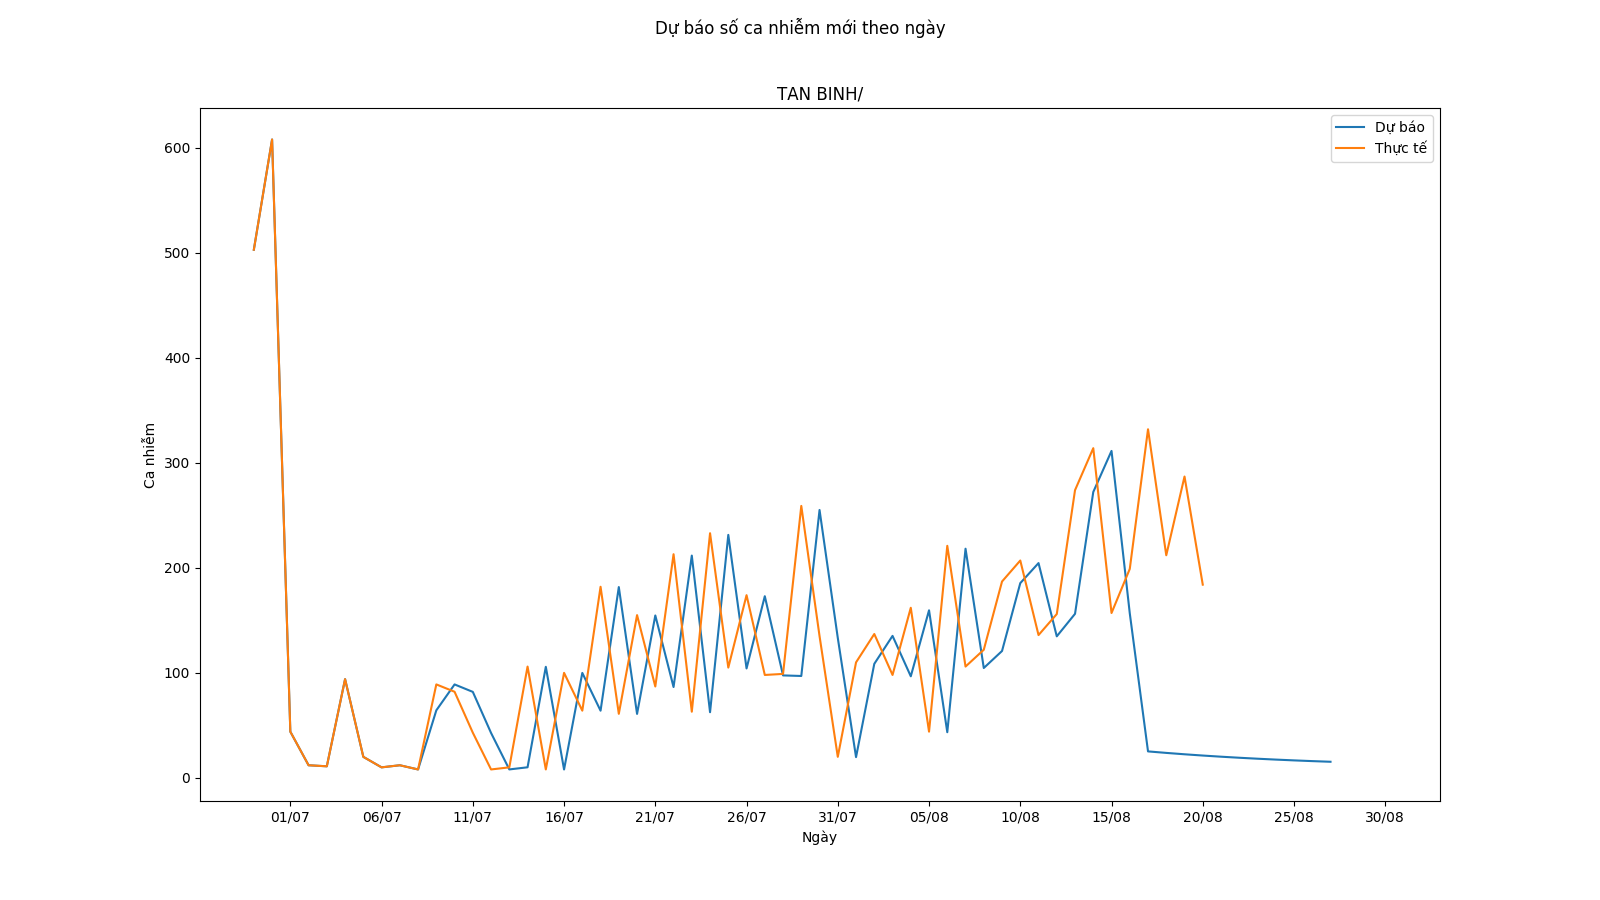 Dự báo số ca nhiễm mới theo ngày
TAN BINH/
Dự báo
Thực tế
600
500
400
300
200
100
0
Ca nhiễm
01/07 06/07 11/07 16/07 21/07 26/07 31/07 05/08 10/08 15/08 20/08 25/08 30/08
Ngày